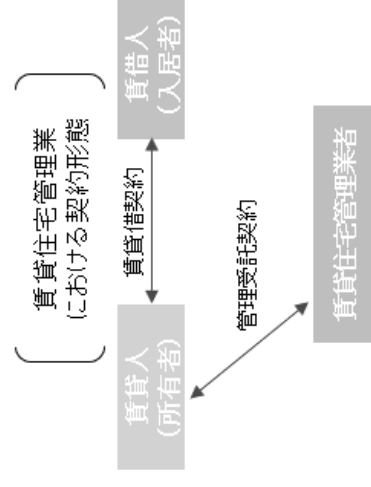 賃貸住宅管理業
における契約形態
賃貸人
(所有者)
賃貸借契約
賃借人
(入居者)
管理受託契約
賃貸住宅管理業者